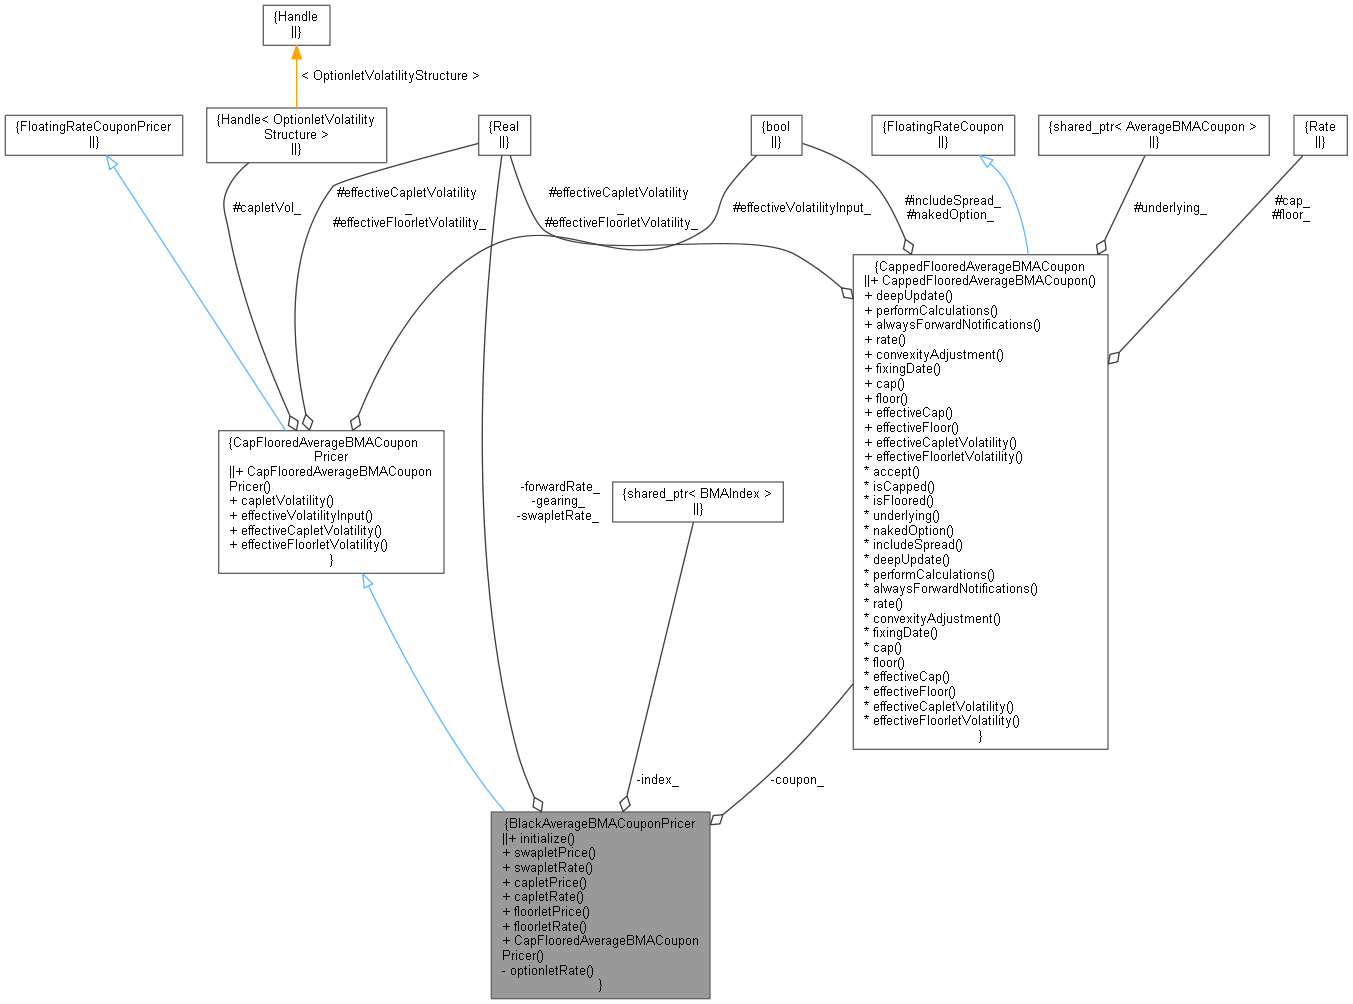 {Handle
||}
< OptionletVolatilityStructure >
{FloatingRateCouponPricer
||}
{Handle< OptionletVolatility
Structure >
||}
{Real
||}
{bool
||}
{FloatingRateCoupon
||}
{shared_ptr< AverageBMACoupon >
||}
{Rate
||}
#capletVol_
#effectiveCapletVolatility
_
#effectiveFloorletVolatility_
#effectiveCapletVolatility
_
#effectiveFloorletVolatility_
#effectiveVolatilityInput_
#includeSpread_
#nakedOption_
#underlying_
#cap_
#floor_
{CappedFlooredAverageBMACoupon
||+ CappedFlooredAverageBMACoupon()
+ deepUpdate()
+ performCalculations()
+ alwaysForwardNotifications()
+ rate()
+ convexityAdjustment()
+ fixingDate()
+ cap()
+ floor()
+ effectiveCap()
+ effectiveFloor()
+ effectiveCapletVolatility()
+ effectiveFloorletVolatility()
* accept()
* isCapped()
* isFloored()
* underlying()
* nakedOption()
* includeSpread()
* deepUpdate()
* performCalculations()
* alwaysForwardNotifications()
* rate()
* convexityAdjustment()
* fixingDate()
* cap()
* floor()
* effectiveCap()
* effectiveFloor()
* effectiveCapletVolatility()
* effectiveFloorletVolatility()
}
{CapFlooredAverageBMACoupon
Pricer
||+ CapFlooredAverageBMACoupon
Pricer()
+ capletVolatility()
+ effectiveVolatilityInput()
+ effectiveCapletVolatility()
+ effectiveFloorletVolatility()
}
-forwardRate_
-gearing_
-swapletRate_
{shared_ptr< BMAIndex >
||}
-index_
-coupon_
{BlackAverageBMACouponPricer
||+ initialize()
+ swapletPrice()
+ swapletRate()
+ capletPrice()
+ capletRate()
+ floorletPrice()
+ floorletRate()
+ CapFlooredAverageBMACoupon
Pricer()
- optionletRate()
}